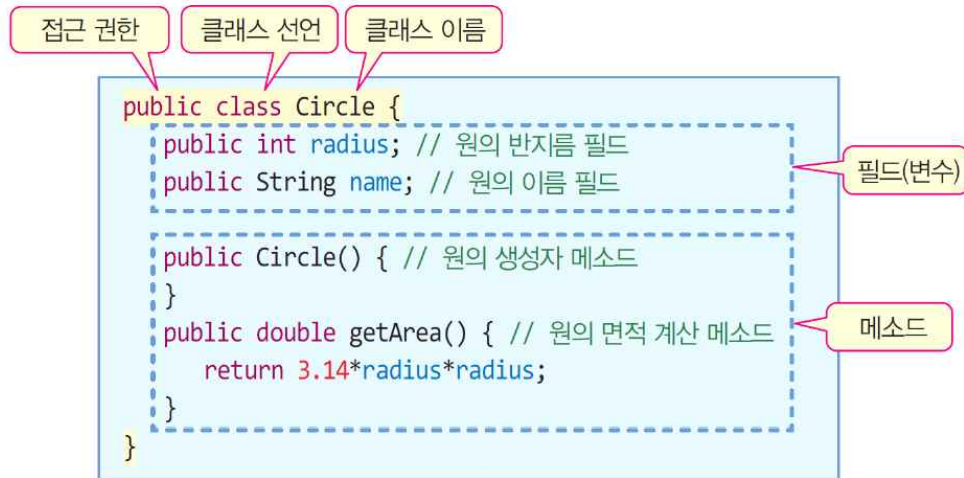 접근 권한
클래스 선언
클래스 이름
public class Circle {
public int radius; // 원의 반지름 필드
public String name; // 원의 이름 필드
필드(변수)
public Circle() { // 원의 생성자 메소드
}
public double getArea() { // 원의 면적 계산 메소드
return 3.14*radius*radius;
}
메소드
}